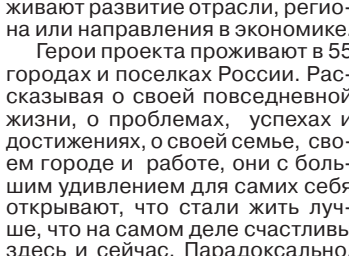 живают развитие отрасли, регио-
на или направления в экономике.
Герои проекта проживают в 55
городах и поселках России. Рас-
сказывая о своей повседневной
жизни, о проблемах, успехах и
достижениях, о своей семье, сво-
ем городе и работе, они с боль-
шим удивлением для самих себя
открывают, что стали жить луч-
ше, что на самом деле счастливы
здесь и сейчас. Парадоксально,